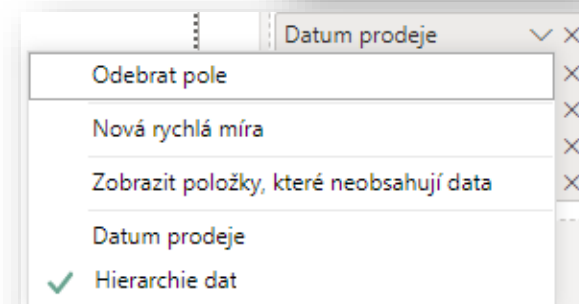 Datum prodeje
Odebrat pole
Nová rychlá míra
Zobrazit položky, které neobsahují data
Datum prodeje
Hierarchie dat